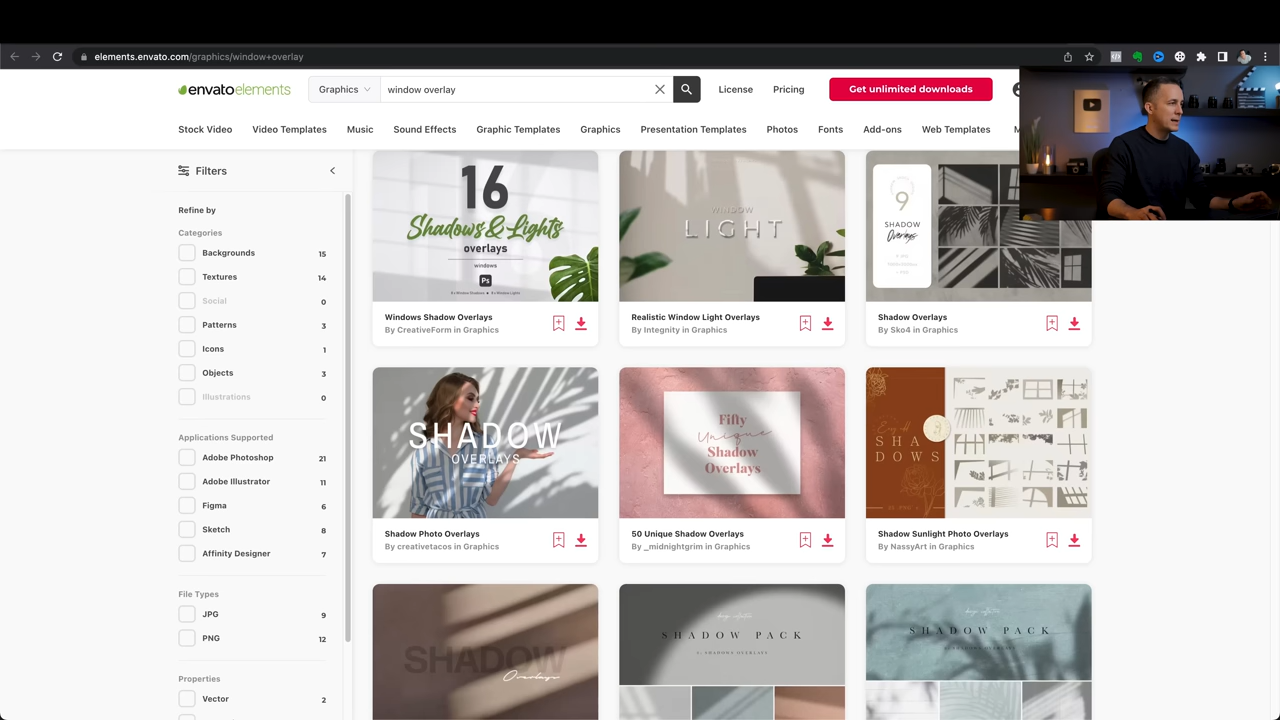 elements.envato.com/graphics/window+overlay
envatoelements
Graphics
window overlay
License
Pricing
Get unlimited downloads
Stock Video
Video Templates
Music
Sound Effects
Graphic Templates
Graphics
Presentation Templates
Photos
Fonts
Add-ons
Web Templates
M
Filters
Refine by
Categories
Backgrounds 15
Textures 14
Social 0
Patterns 3
Icons 1
Objects 3
Illustrations 0
Applications Supported
Adobe Photoshop 21
Adobe Illustrator 11
Figma 6
Sketch 8
Affinity Designer 7
File Types
JPG 9
PNG 12
Properties
Vector 2
16
Shadows & Lights
overlays
windows
Ps
Windows Shadow Overlays
By CreativeForm in Graphics
WINDOW
LIGHT
Realistic Window Light Overlays
By Integnity in Graphics
9
SHADOW
Overlays
Shadow Overlays
By Sko4 in Graphics
SHADOW
OVERLAYS
Shadow Photo Overlays
By creativetacos in Graphics
Fifty
Unique
Shadow
Overlays
50 Unique Shadow Overlays
By _midnightgrim in Graphics
SHA
DOWS
Shadow Sunlight Photo Overlays
By NassyArt in Graphics
SHADOW
Overlays
SHADOW PACK
SHADOW PACK